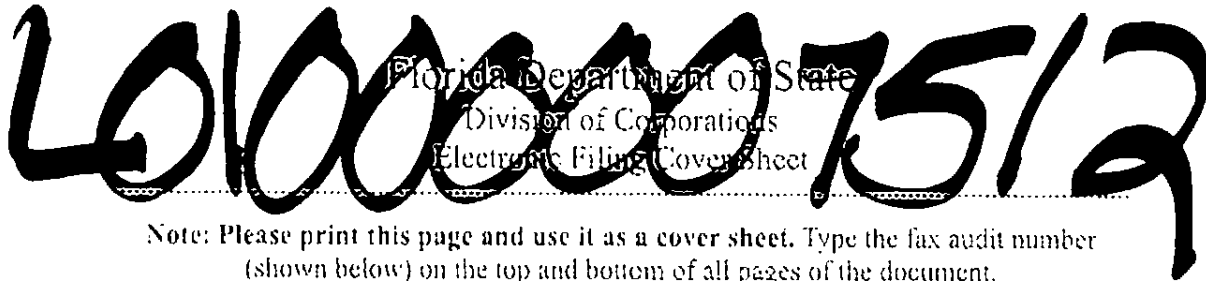 L01000007512
Florida Department of State
Division of Corporations
Electronic Filing Cover Sheet
Note: Please print this page and use it as a cover sheet. Type the fax audit number
(shown below) on the top and bottom of all pages of the document.